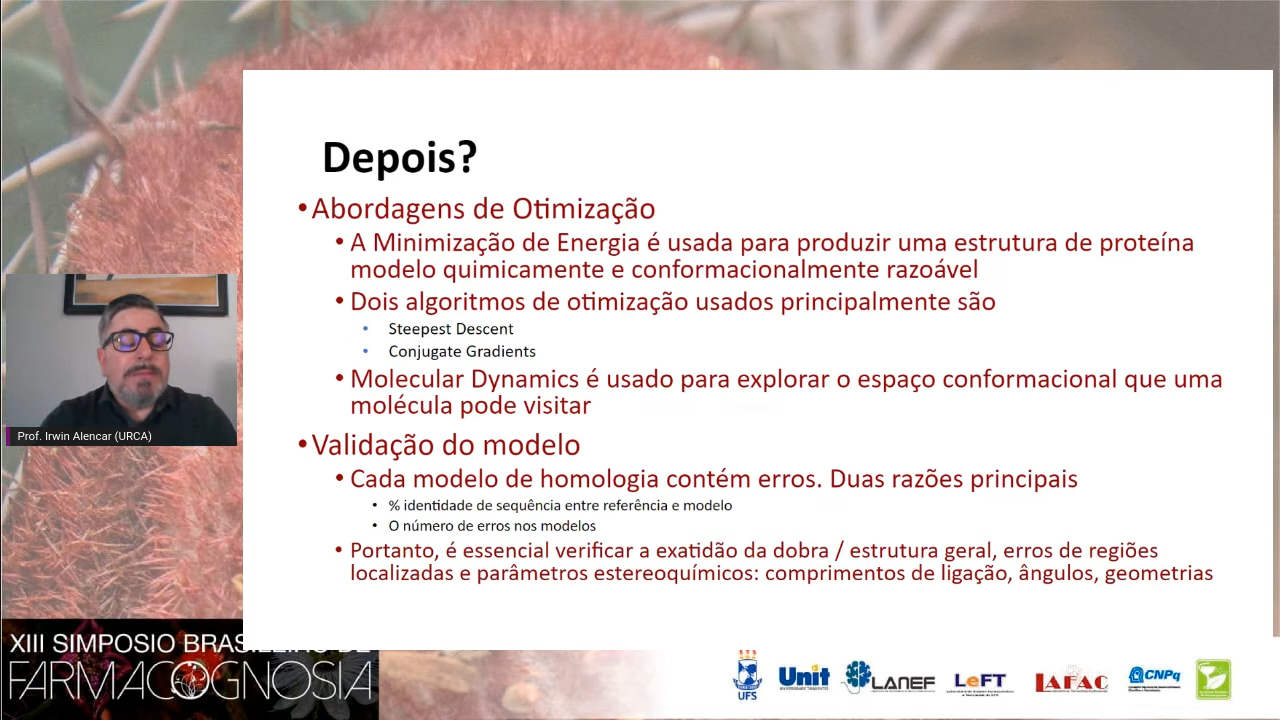 Depois?
•Abordagens de Otimização
• A Minimização de Energia é usada para produzir uma estrutura de proteína
modelo quimicamente e conformacionalmente razoável
• Dois algoritmos de otimização usados principalmente são
• Steepest Descent
• Conjugate Gradients
• Molecular Dynamics é usado para explorar o espaço conformacional que uma
molécula pode visitar
•Validação do modelo
• Cada modelo de homologia contém erros. Duas razões principais
• % identidade de sequência entre referência e modelo
• O número de erros nos modelos
• Portanto, é essencial verificar a exatidão da dobra / estrutura geral, erros de regiões
localizadas e parâmetros estereoquímicos: comprimentos de ligação, ângulos, geometrias
Prof. Irwin Alencar (URCA)
XIII SIMPOSIO BRASILEIRO DE
FARMACOGNOSIA
UFS
Unit
LANEF
LeFT
LAFAC
CNPq